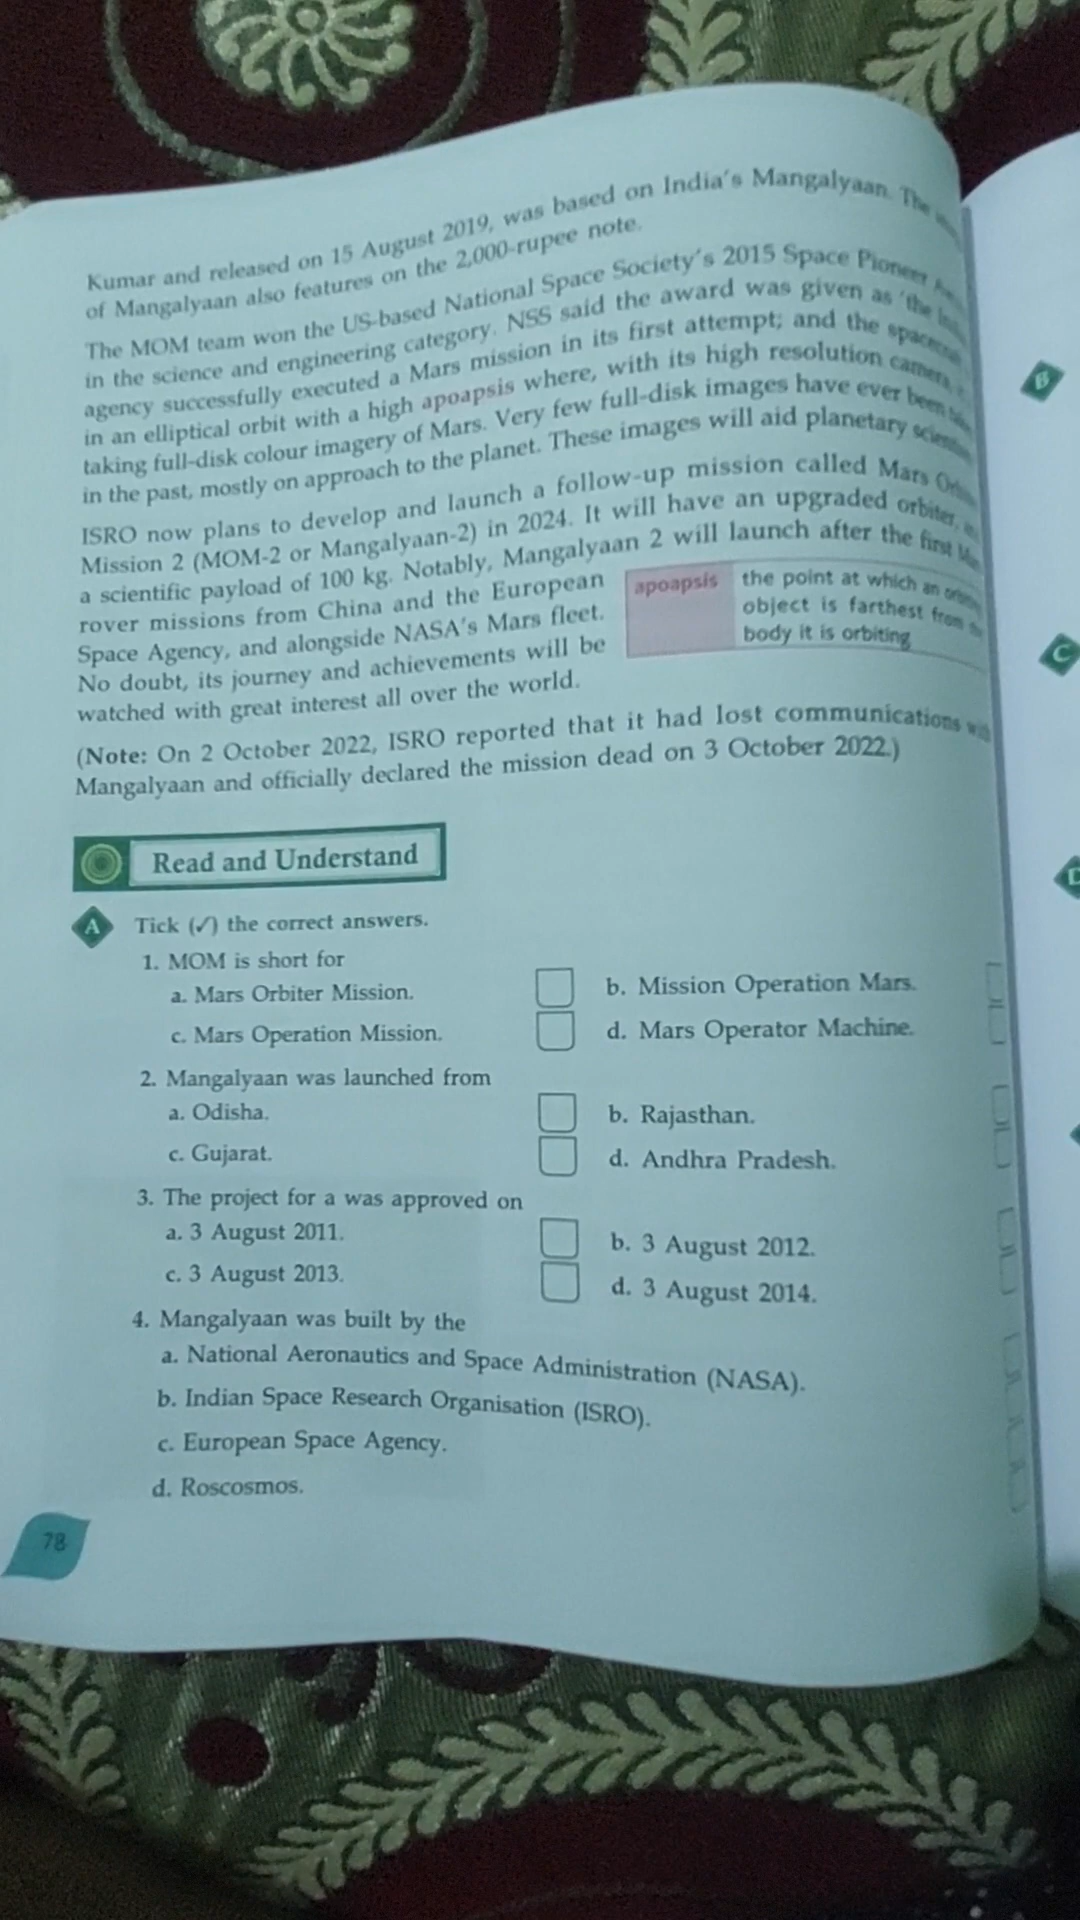 Kumar and released on 15 August 2019, was based on India's Mangalyaan. The
of Mangalyaan also features on the 2,000-rupee note.
The MOM team won the US-based National Space Society's 2015 Space Pioneer
in the science and engineering category. NSS said the award was given as 'the
agency successfully executed a Mars mission in its first attempt; and the
in an elliptical orbit with a high apoapsis where, with its high resolution camera,
taking full-disk colour imagery of Mars. Very few full-disk images have ever been
in the past, mostly on approach to the planet. These images will aid planetary
ISRO now plans to develop and launch a follow-up mission called Mars
Mission 2 (MOM-2 or Mangalyaan-2) in 2024. It will have an upgraded orbiter,
a scientific payload of 100 kg. Notably, Mangalyaan 2 will launch after the first
rover missions from China and the European
Space Agency, and alongside NASA's Mars fleet.
No doubt, its journey and achievements will be
watched with great interest all over the world.
apoapsis the point at which an
object is farthest from
body it is orbiting
(Note: On 2 October 2022, ISRO reported that it had lost communications with
Mangalyaan and officially declared the mission dead on 3 October 2022.)
Read and Understand
A Tick (✓) the correct answers.
1. MOM is short for
a. Mars Orbiter Mission. b. Mission Operation Mars.
c. Mars Operation Mission. d. Mars Operator Machine.
2. Mangalyaan was launched from
a. Odisha. b. Rajasthan.
c. Gujarat. d. Andhra Pradesh.
3. The project for a was approved on
a. 3 August 2011. b. 3 August 2012.
c. 3 August 2013. d. 3 August 2014.
4. Mangalyaan was built by the
a. National Aeronautics and Space Administration (NASA).
b. Indian Space Research Organisation (ISRO).
c. European Space Agency.
d. Roscosmos.
78
B
C